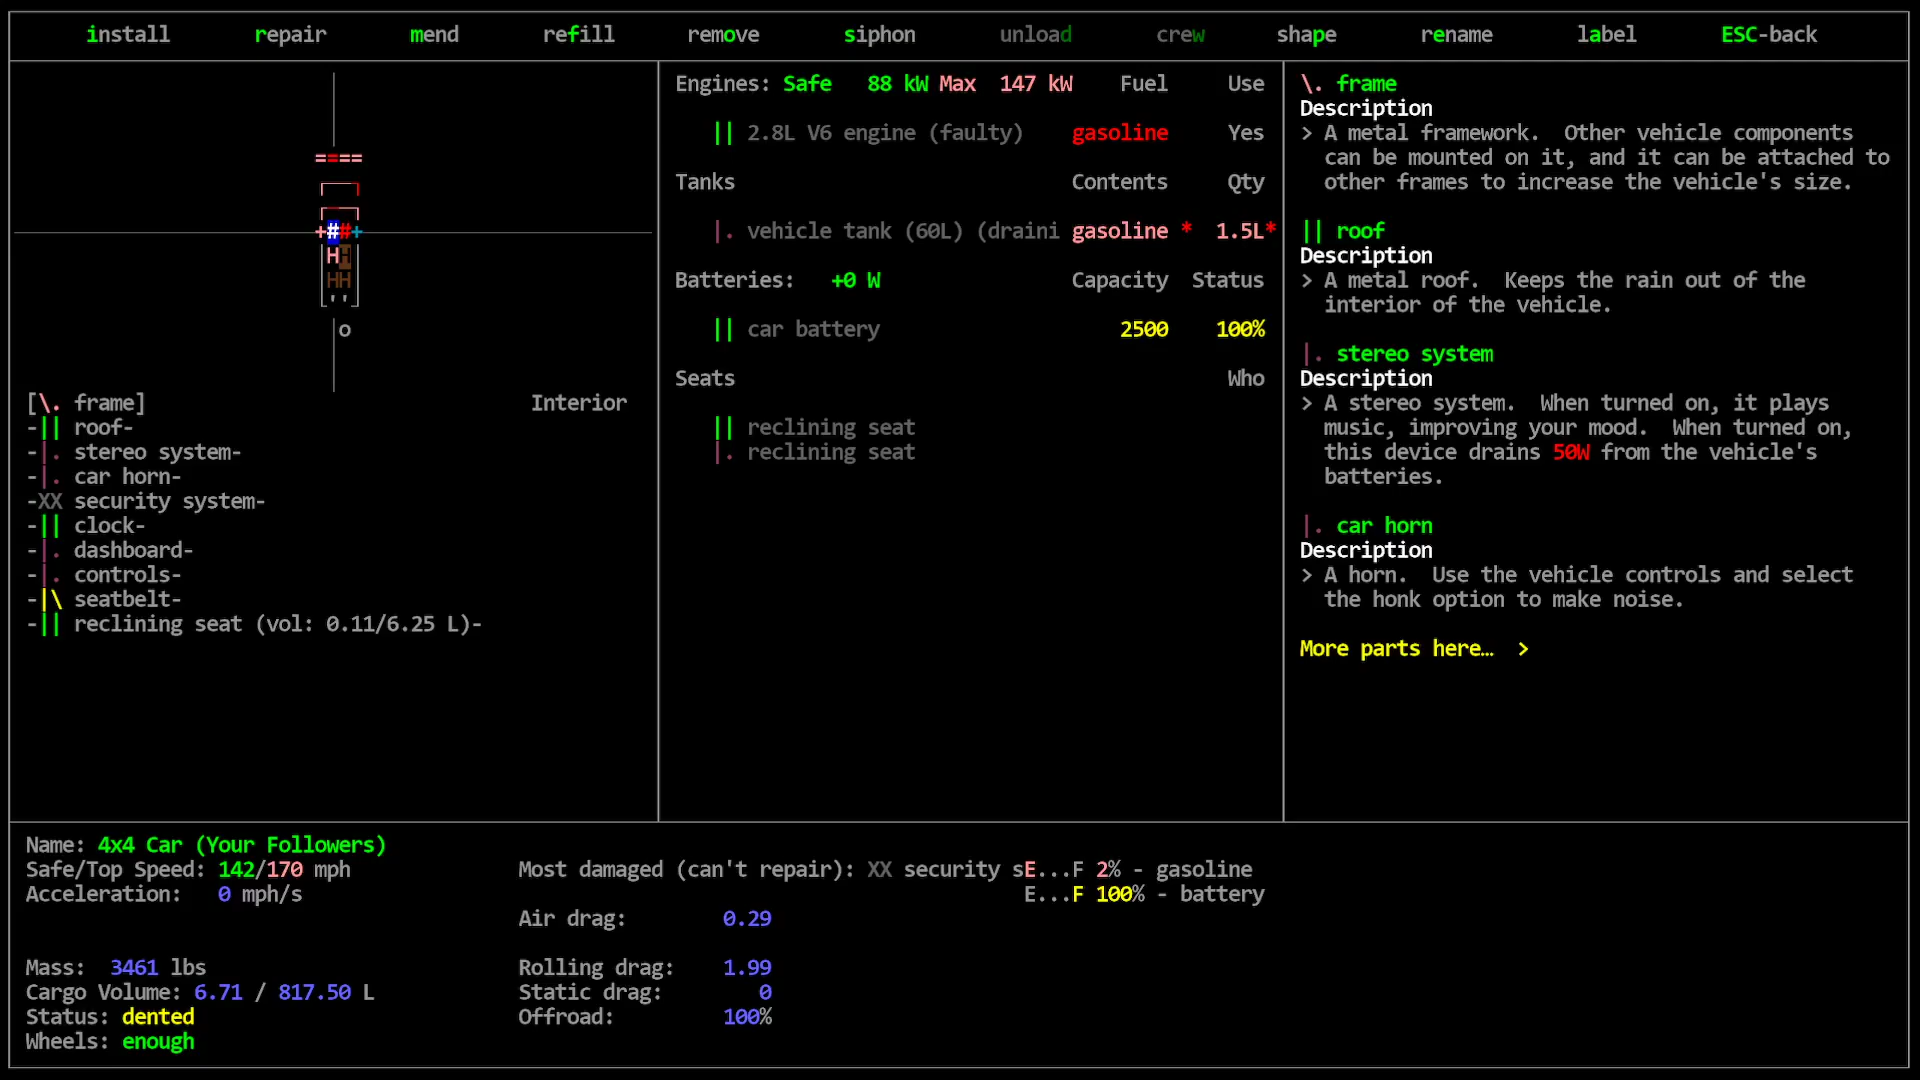 install repair mend refill remove siphon unload crew shape rename label ESC-back
====
+##+
H
HH
''
o
[\. frame] Interior
-|| roof-
-|. stereo system-
-|. car horn-
-XX security system-
-|| clock-
-|. dashboard-
-|. controls-
-|\ seatbelt-
-|| reclining seat (vol: 0.11/6.25 L)-
Engines: Safe 88 kW Max 147 kW Fuel Use
|| 2.8L V6 engine (faulty) gasoline Yes
Tanks Contents Qty
|. vehicle tank (60L) (draini gasoline * 1.5L*
Batteries: +0 W Capacity Status
|| car battery 2500 100%
Seats Who
|| reclining seat
|. reclining seat
\. frame
Description
> A metal framework. Other vehicle components
can be mounted on it, and it can be attached to
other frames to increase the vehicle's size.
|| roof
Description
> A metal roof. Keeps the rain out of the
interior of the vehicle.
|. stereo system
Description
> A stereo system. When turned on, it plays
music, improving your mood. When turned on,
this device drains 50W from the vehicle's
batteries.
|. car horn
Description
> A horn. Use the vehicle controls and select
the honk option to make noise.
More parts here… >
Name: 4x4 Car (Your Followers)
Safe/Top Speed: 142/170 mph
Acceleration: 0 mph/s
Mass: 3461 lbs
Cargo Volume: 6.71 / 817.50 L
Status: dented
Wheels: enough
Most damaged (can't repair): XX security sE...F 2% - gasoline
E...F 100% - battery
Air drag: 0.29
Rolling drag: 1.99
Static drag: 0
Offroad: 100%